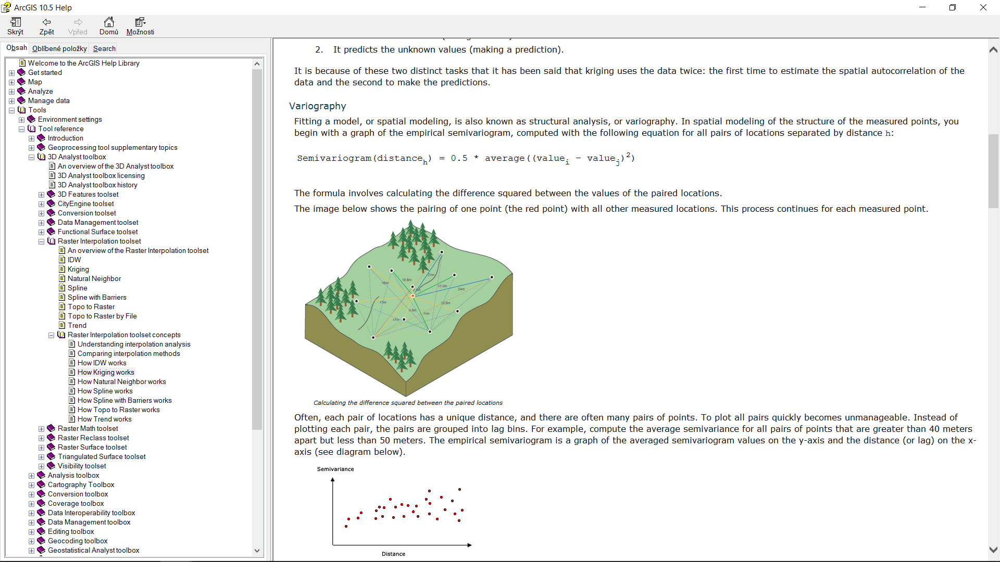 ArcGIS 10.5 Help
Skrýt
Zpět
Vpřed
Domů
Možnosti
Obsah
Oblíbené položky
Search
Welcome to the ArcGIS Help Library
Get started
Map
Analyze
Manage data
Tools
Environment settings
Tool reference
Introduction
Geoprocessing tool supplementary topics
3D Analyst toolbox
An overview of the 3D Analyst toolbox
3D Analyst toolbox licensing
3D Analyst toolbox history
3D Features toolset
CityEngine toolset
Conversion toolset
Data Management toolset
Functional Surface toolset
Raster Interpolation toolset
An overview of the Raster Interpolation toolset
IDW
Kriging
Natural Neighbor
Spline
Spline with Barriers
Topo to Raster
Topo to Raster by File
Trend
Raster Interpolation toolset concepts
Understanding interpolation analysis
Comparing interpolation methods
How IDW works
How Kriging works
How Natural Neighbor works
How Spline works
How Spline with Barriers works
How Topo to Raster works
How Trend works
Raster Math toolset
Raster Reclass toolset
Raster Surface toolset
Triangulated Surface toolset
Visibility toolset
Analysis toolbox
Cartography Toolbox
Conversion toolbox
Coverage toolbox
Data Interoperability toolbox
Data Management toolbox
Editing toolbox
Geocoding toolbox
Geostatistical Analyst toolbox
2. It predicts the unknown values (making a prediction).
It is because of these two distinct tasks that it has been said that kriging uses the data twice: the first time to estimate the spatial autocorrelation of the
data and the second to make the predictions.
Variography
Fitting a model, or spatial modeling, is also known as structural analysis, or variography. In spatial modeling of the structure of the measured points, you
begin with a graph of the empirical semivariogram, computed with the following equation for all pairs of locations separated by distance h:
Semivariogram(distance_h) = 0.5 * average((value_i - value_j)^2)
The formula involves calculating the difference squared between the values of the paired locations.
The image below shows the pairing of one point (the red point) with all other measured locations. This process continues for each measured point.
21m
10.5m
16m
12.5m
24m
13m
4.5m
11m
17m
Calculating the difference squared between the paired locations
Often, each pair of locations has a unique distance, and there are often many pairs of points. To plot all pairs quickly becomes unmanageable. Instead of
plotting each pair, the pairs are grouped into lag bins. For example, compute the average semivariance for all pairs of points that are greater than 40 meters
apart but less than 50 meters. The empirical semivariogram is a graph of the averaged semivariogram values on the y-axis and the distance (or lag) on the x-
axis (see diagram below).
Semivariance
Distance